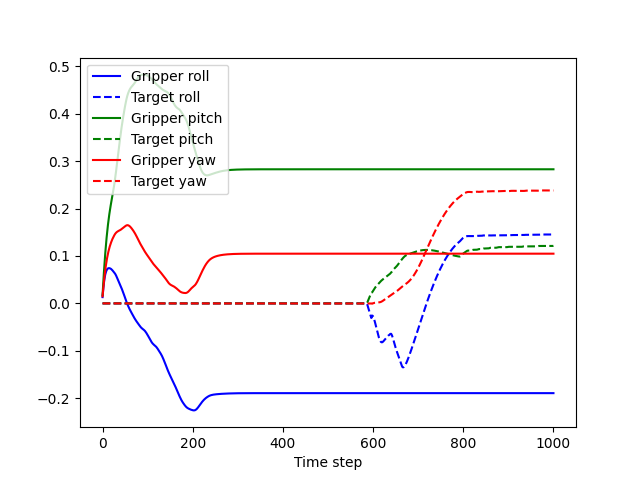 0.5
0.4
0.3
0.2
0.1
0.0
−0.1
−0.2
Gripper roll
Target roll
Gripper pitch
Target pitch
Gripper yaw
Target yaw
0 200 400 600 800 1000
Time step